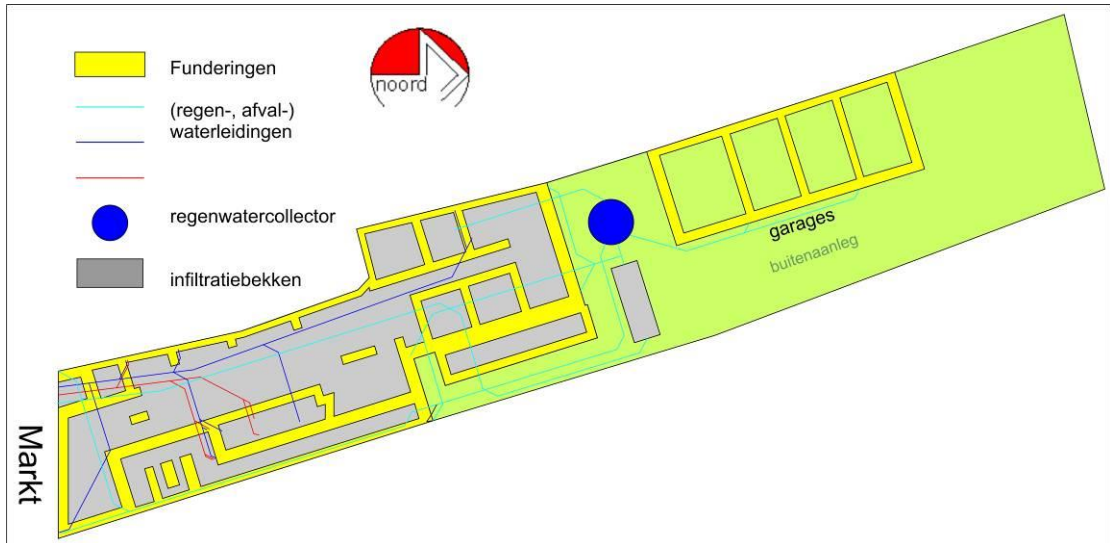 Funderingen
(regen-, afval-)
waterleidingen
regenwatercollector
infiltratiebekken
noord
garages
buitenaanleg
Markt